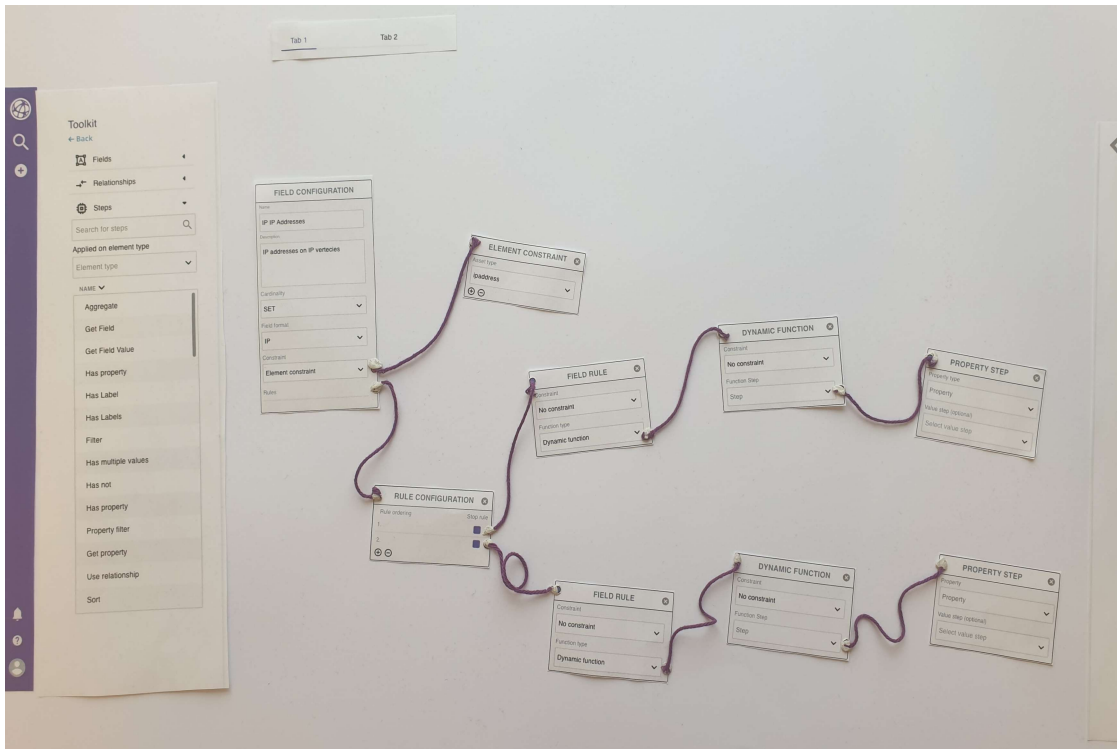 Tab 1
Tab 2
Toolkit
← Back
Fields
Relationships
Steps
Search for steps
Applied on element type
Element type
NAME
Aggregate
Get Field
Get Field Value
Has property
Has Label
Has Labels
Filter
Has multiple values
Has not
Has property
Property filter
Get property
Use relationship
Sort
FIELD CONFIGURATION
Name
IP IP Addresses
Description
IP addresses on IP vertecies
Cardinality
SET
Field format
IP
Constraint
Element constraint
Rules
ELEMENT CONSTRAINT
Asset type
ipaddress
RULE CONFIGURATION
Rule ordering
Stop rule
1.
2.
FIELD RULE
Constraint
No constraint
Function type
Dynamic function
DYNAMIC FUNCTION
Constraint
No constraint
Function Step
Step
PROPERTY STEP
Property type
Property
Value step (optional)
Select value step
FIELD RULE
Constraint
No constraint
Function type
Dynamic function
DYNAMIC FUNCTION
Constraint
No constraint
Function Step
Step
PROPERTY STEP
Property
Property
Value step (optional)
Select value step